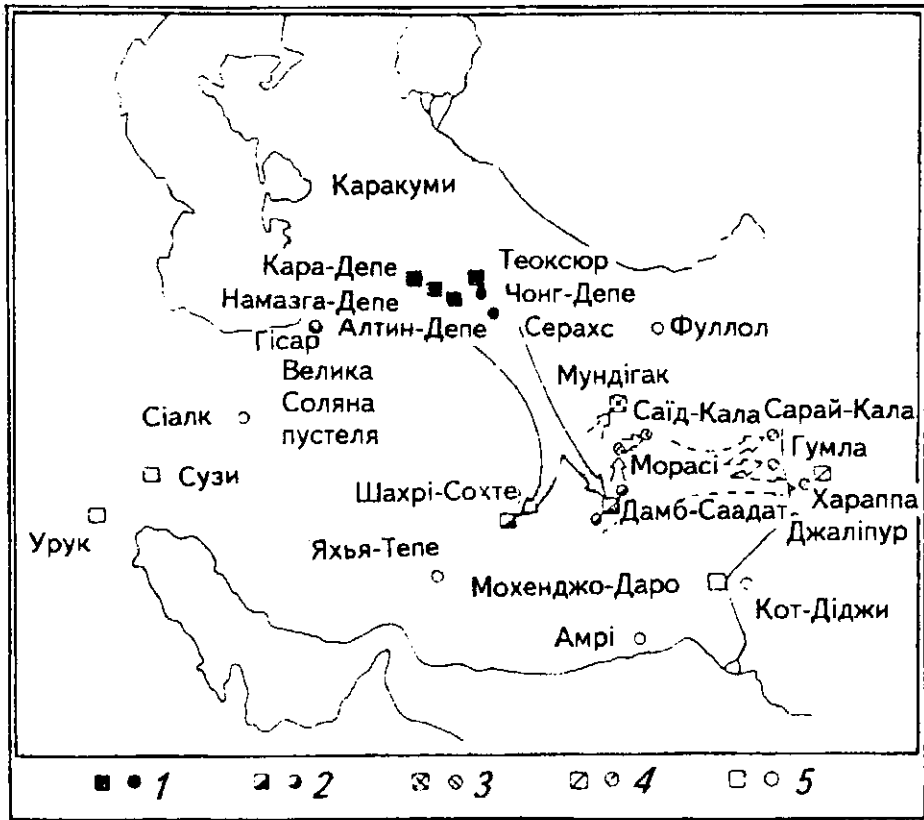 Каракуми
Кара-Депе
Теоксюр
Намазга-Депе
Чонг-Депе
Гісар
Алтин-Депе
Серахс
Фуллол
Велика
Соляна
пустеля
Мундігак
Сіалк
Саїд-Кала
Сарай-Кала
Гумла
Морасі
Сузи
Шахрі-Сохте
Хараппа
Дамб-Саадат
Урук
Джаліпур
Яхья-Тепе
Мохенджо-Даро
Кот-Діджи
Амрі
1 2 3 4 5